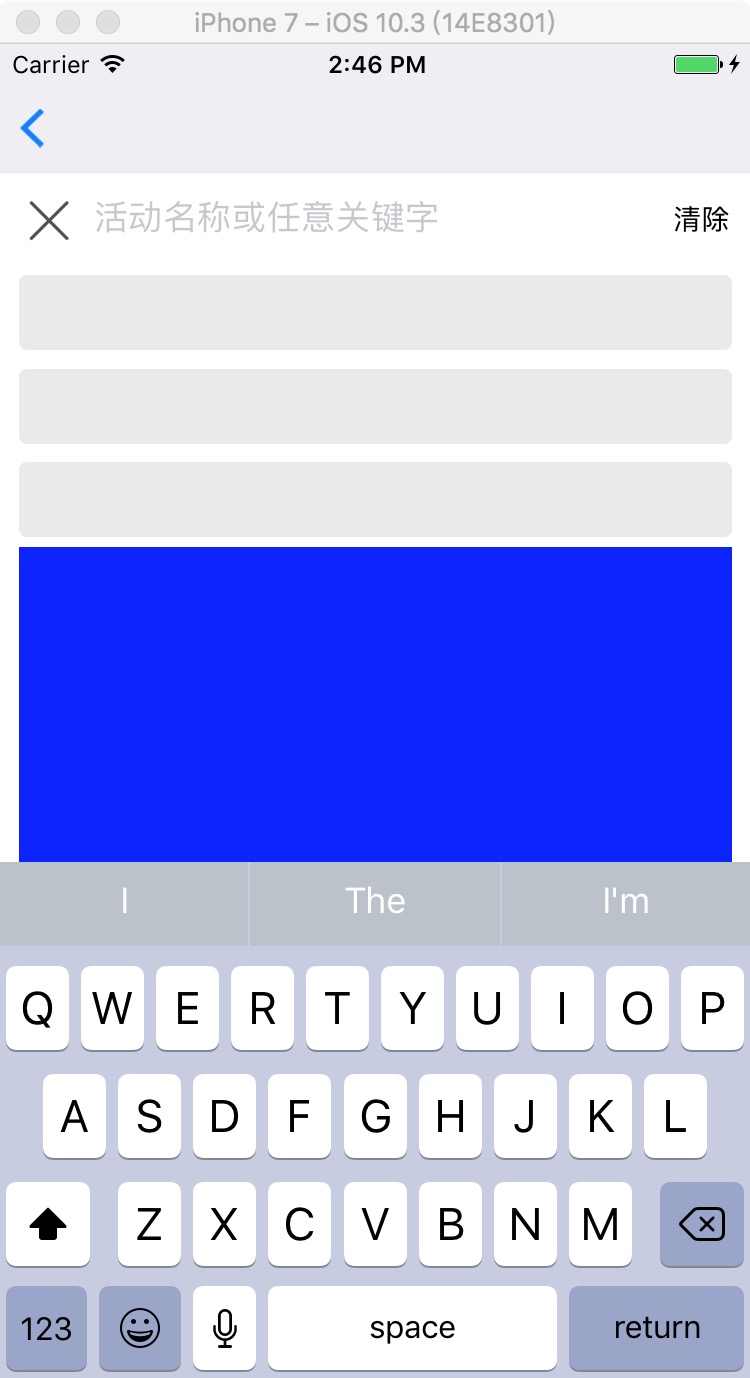 iPhone 7 – iOS 10.3 (14E8301)
Carrier 2:46 PM
活动名称或任意关键字 清除
I The I'm
Q W E R T Y U I O P
A S D F G H J K L
Z X C V B N M
123 space return